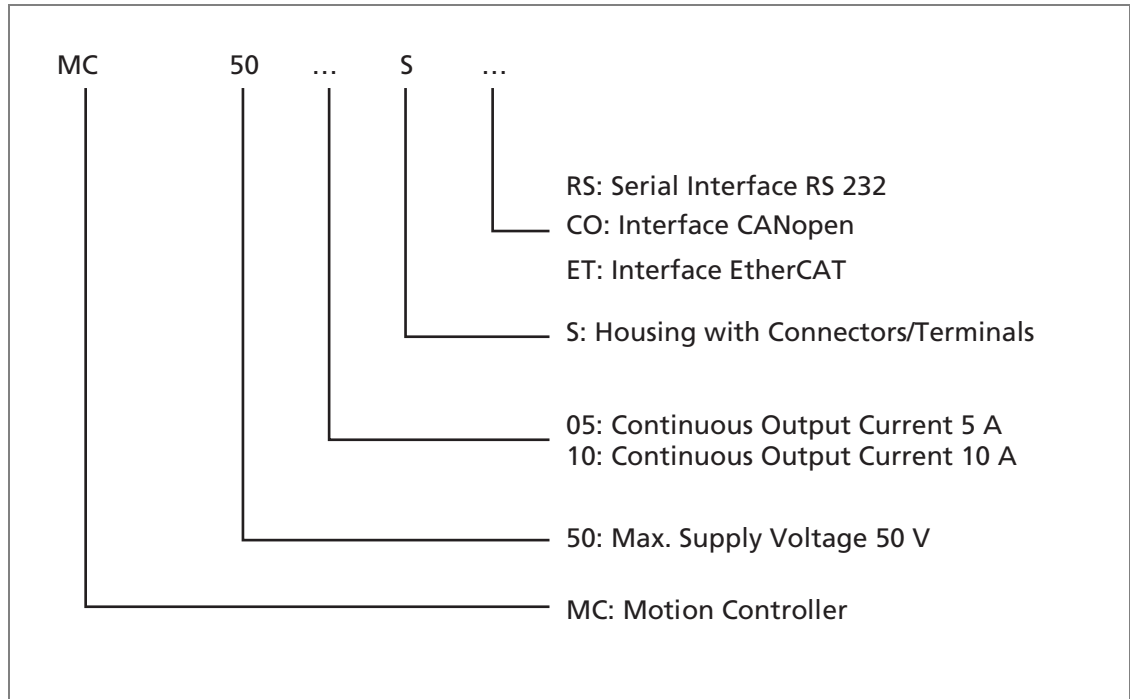 MC 50 … S …
RS: Serial Interface RS 232
CO: Interface CANopen
ET: Interface EtherCAT
S: Housing with Connectors/Terminals
05: Continuous Output Current 5 A
10: Continuous Output Current 10 A
50: Max. Supply Voltage 50 V
MC: Motion Controller